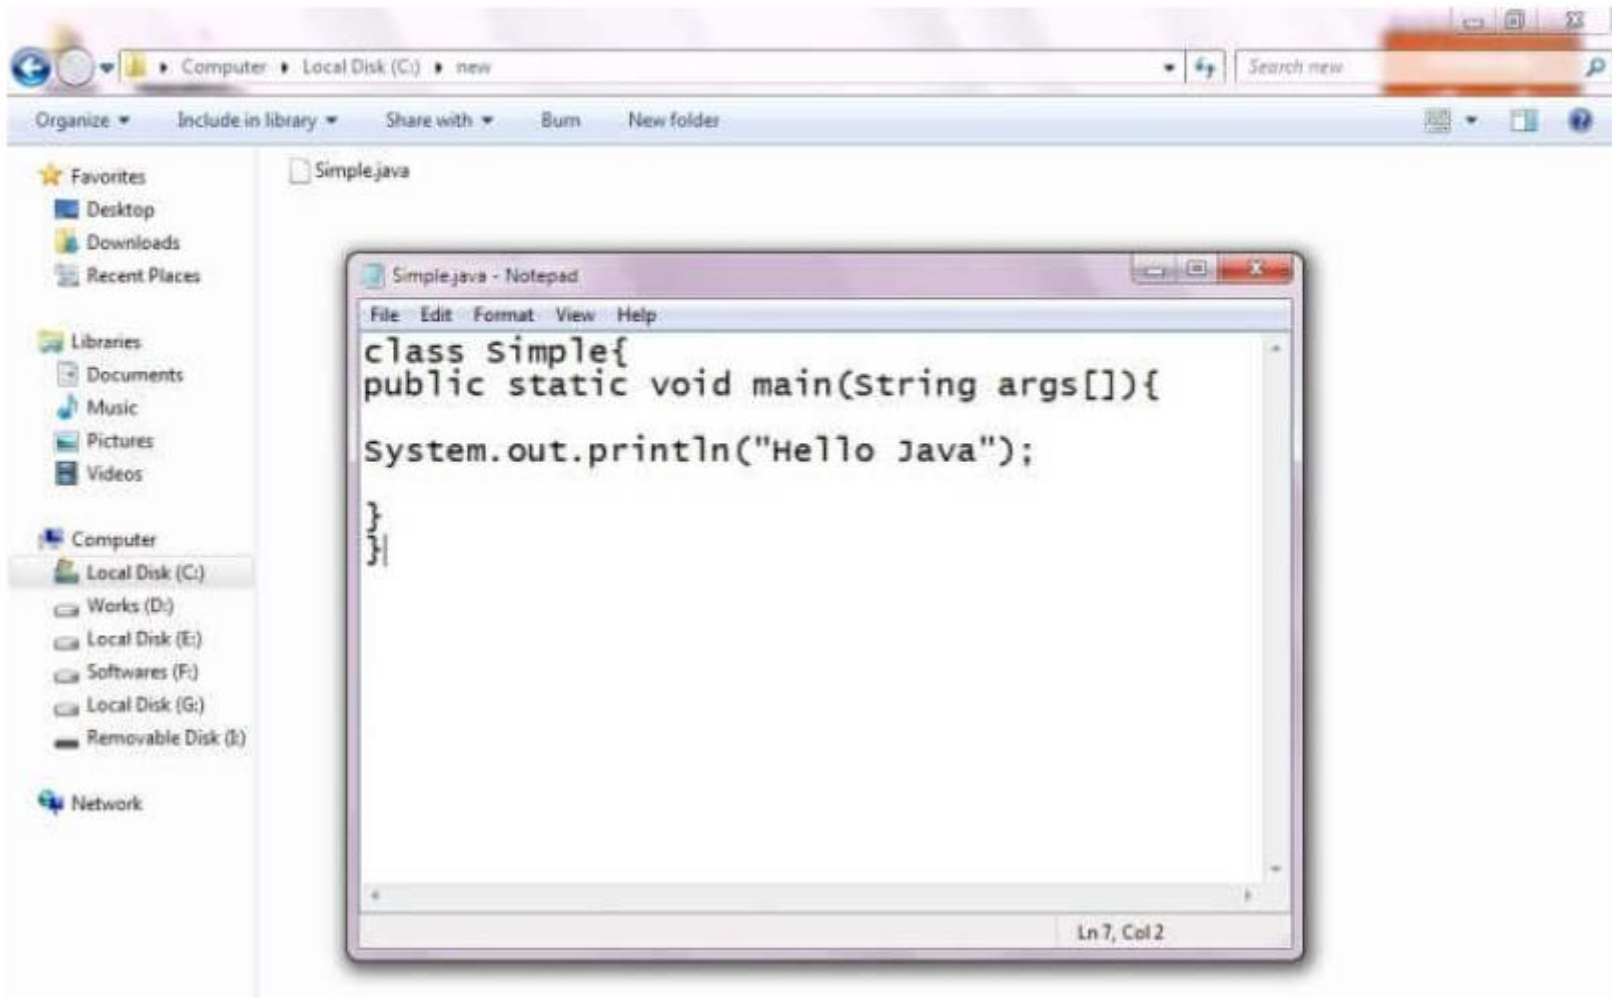 Computer ▸ Local Disk (C:) ▸ new
Search new
Organize
Include in library
Share with
Burn
New folder
Favorites
Desktop
Downloads
Recent Places
Libraries
Documents
Music
Pictures
Videos
Computer
Local Disk (C:)
Works (D:)
Local Disk (E:)
Softwares (F:)
Local Disk (G:)
Removable Disk (I:)
Network
Simple.java
Simple.java - Notepad
File Edit Format View Help
class Simple{
public static void main(String args[]){
System.out.println("Hello Java");
}
}
Ln 7, Col 2